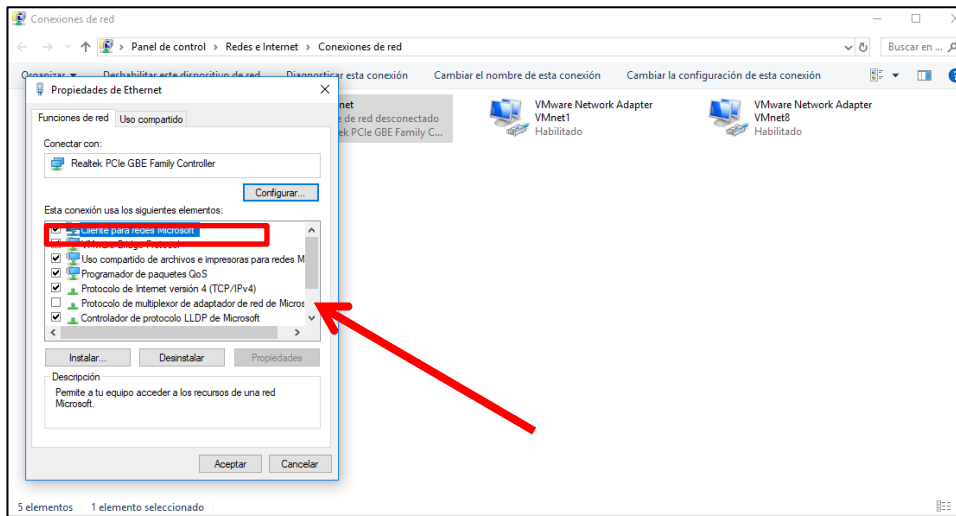 Conexiones de red
Panel de control > Redes e Internet > Conexiones de red
Buscar en ...
Organizar Deshabilitar este dispositivo de red Diagnosticar esta conexión Cambiar el nombre de esta conexión Cambiar la configuración de esta conexión
Propiedades de Ethernet
Funciones de red Uso compartido
Conectar con:
Realtek PCIe GBE Family Controller
Configurar...
Esta conexión usa los siguientes elementos:
Cliente para redes Microsoft
VMware Bridge Protocol
Uso compartido de archivos e impresoras para redes M
Programador de paquetes QoS
Protocolo de Internet versión 4 (TCP/IPv4)
Protocolo de multiplexor de adaptador de red de Micros
Controlador de protocolo LLDP de Microsoft
Instalar... Desinstalar Propiedades
Descripción
Permite a tu equipo acceder a los recursos de una red
Microsoft.
Aceptar Cancelar
net
e de red desconectado
ek PCIe GBE Family C...
VMware Network Adapter
VMnet1
Habilitado
VMware Network Adapter
VMnet8
Habilitado
5 elementos 1 elemento seleccionado